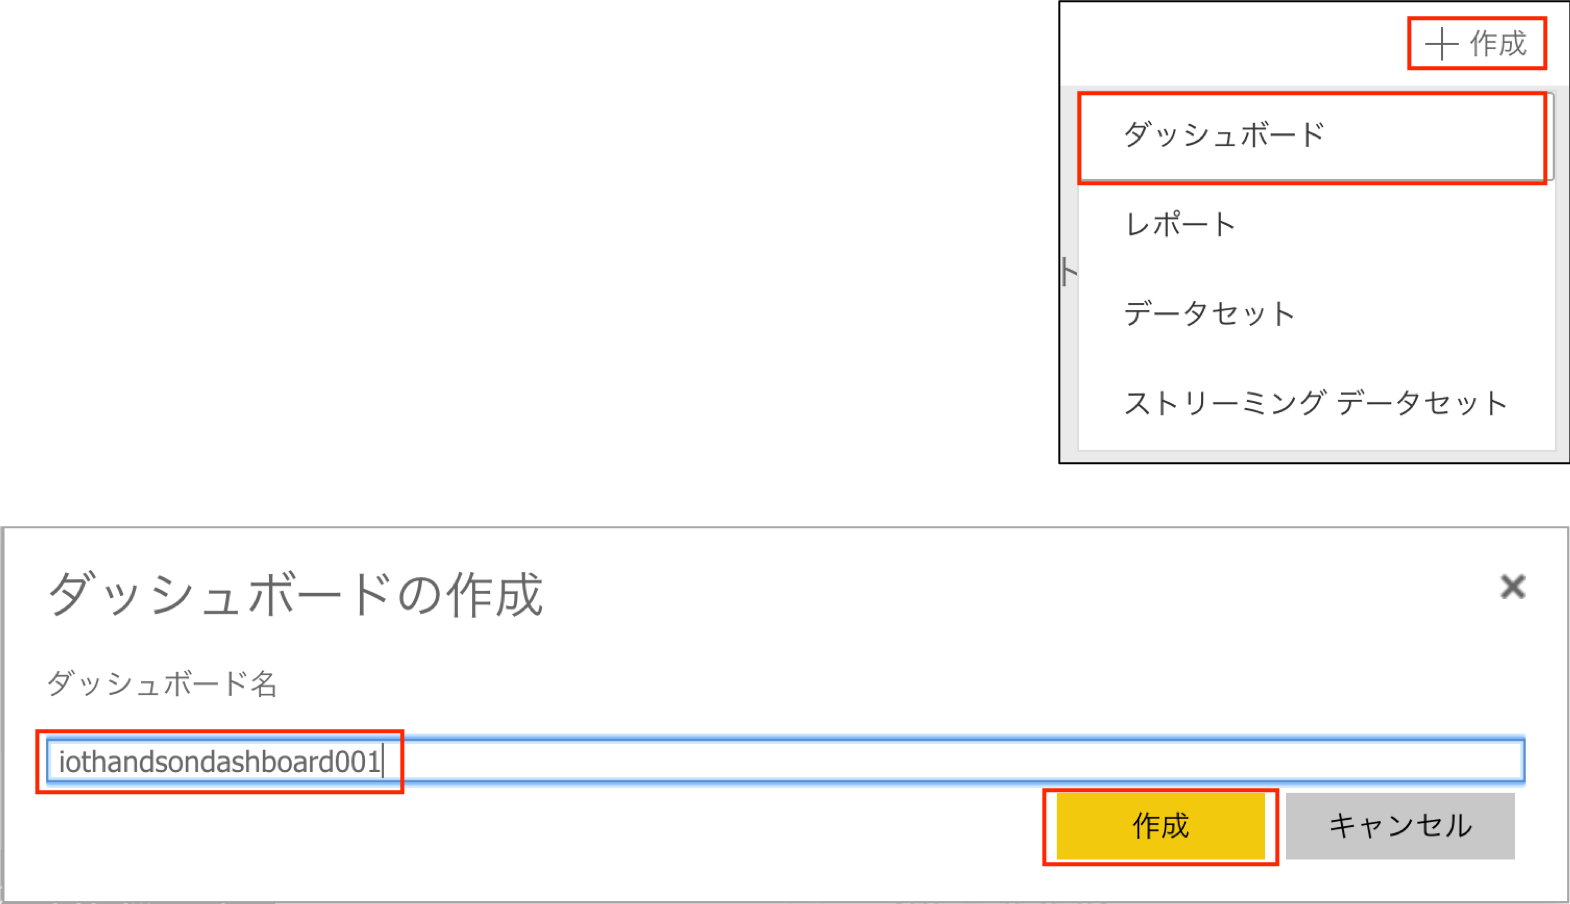 作成
ダッシュボード
レポート
ト
データセット
ストリーミング データセット
ダッシュボードの作成
ダッシュボード名
iothandsondashboard001
作成 キャンセル